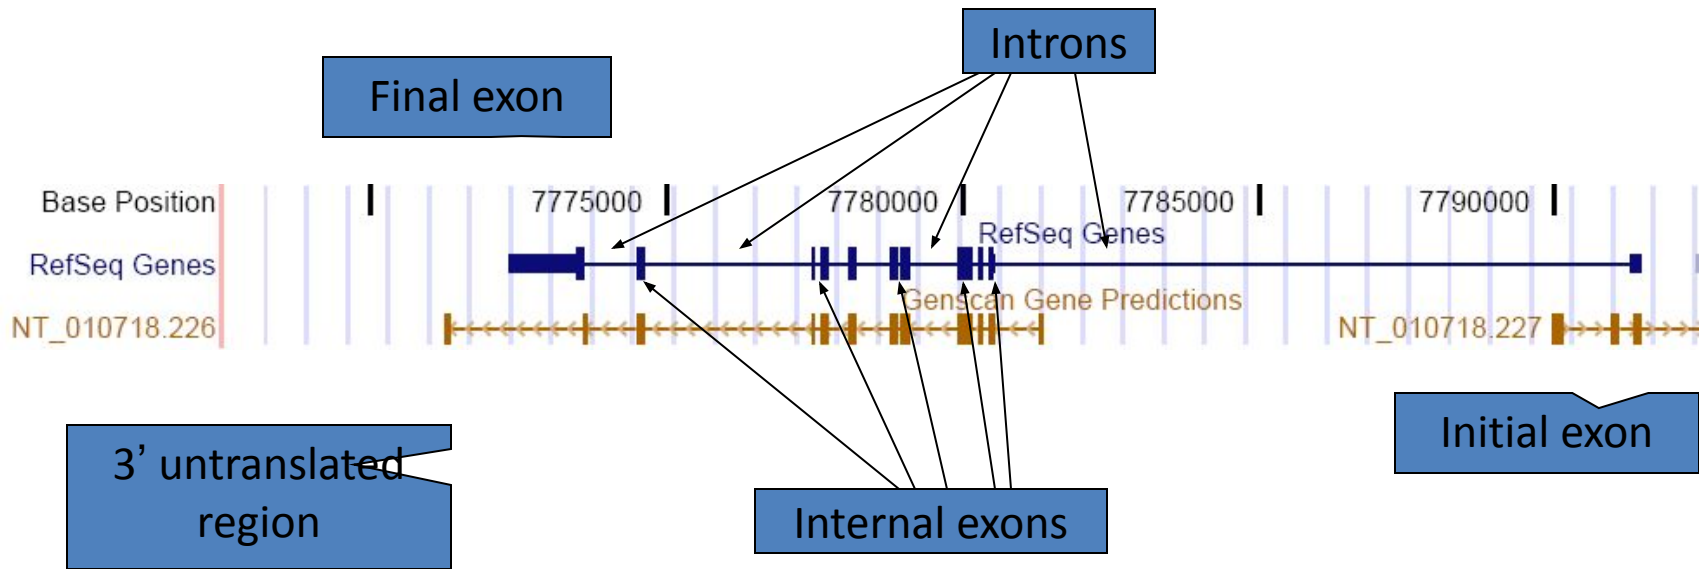 Introns
Final exon
Base Position 7775000 7780000 7785000 7790000
RefSeq Genes
RefSeq Genes
Genscan Gene Predictions
NT_010718.226 NT_010718.227
Initial exon
3’ untranslated
region
Internal exons